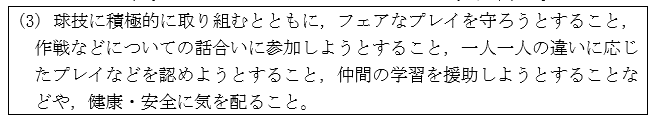 (3) 球技に積極的に取り組むとともに，フェアなプレイを守ろうとすること，
作戦などについての話合いに参加しようとすること，一人一人の違いに応じ
たプレイなどを認めようとすること，仲間の学習を援助しようとすることな
どや，健康・安全に気を配ること。